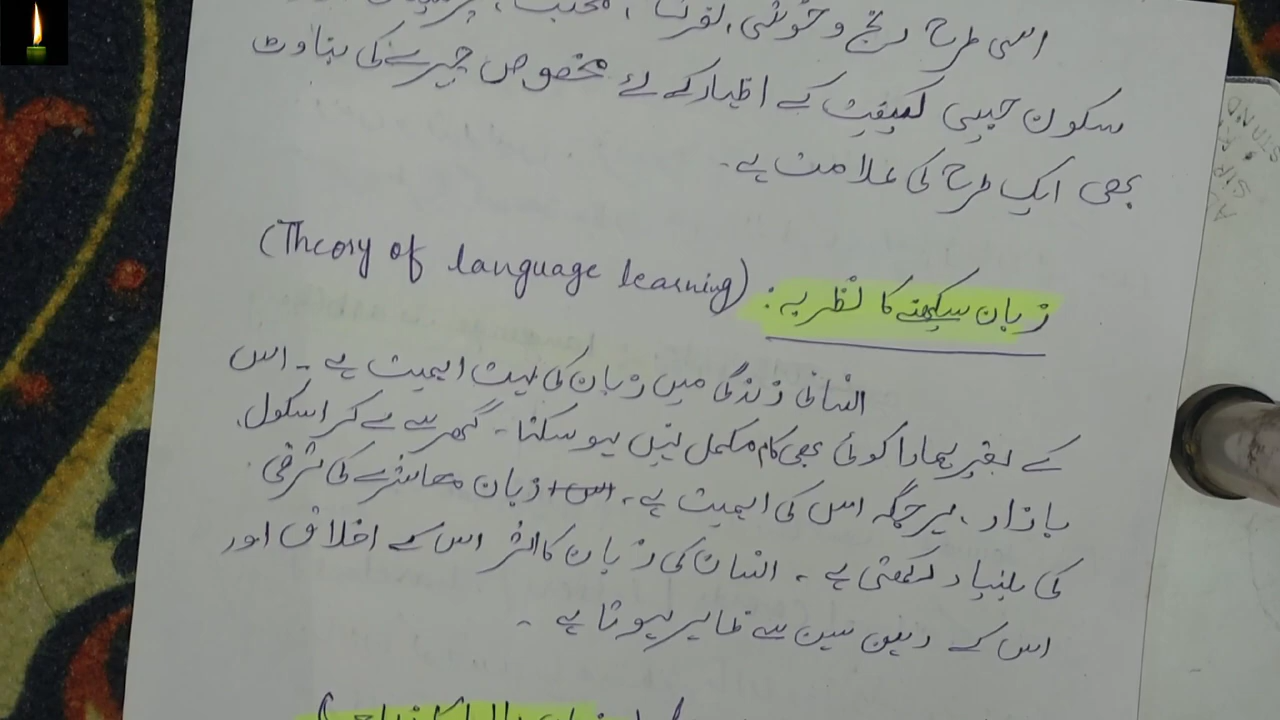 اسی طرح رنج و خوشی، نفرت، محبت،
سکون جیسی کیفیت کے اظہار کے لئے مخصوص چہرے کی بناوٹ
بھی ایک طرح کی علامت ہے۔
زبان سیکھنے کا نظریہ: (Theory of language learning)
انسانی زندگی میں زبان کی بہت اہمیت ہے۔ اس
کے بغیر ہمارا کوئی بھی کام مکمل نہیں ہو سکتا۔ گھر سے لے کر اسکول،
بازار، ہر جگہ اس کی اہمیت ہے۔ زبان معاشرے کی ترقی
کی بنیاد رکھتی ہے۔ انسان کی زبان کا اثر اس کے اخلاق اور
اس کے رہن سہن سے ظاہر ہوتا ہے۔
STAND
SIR